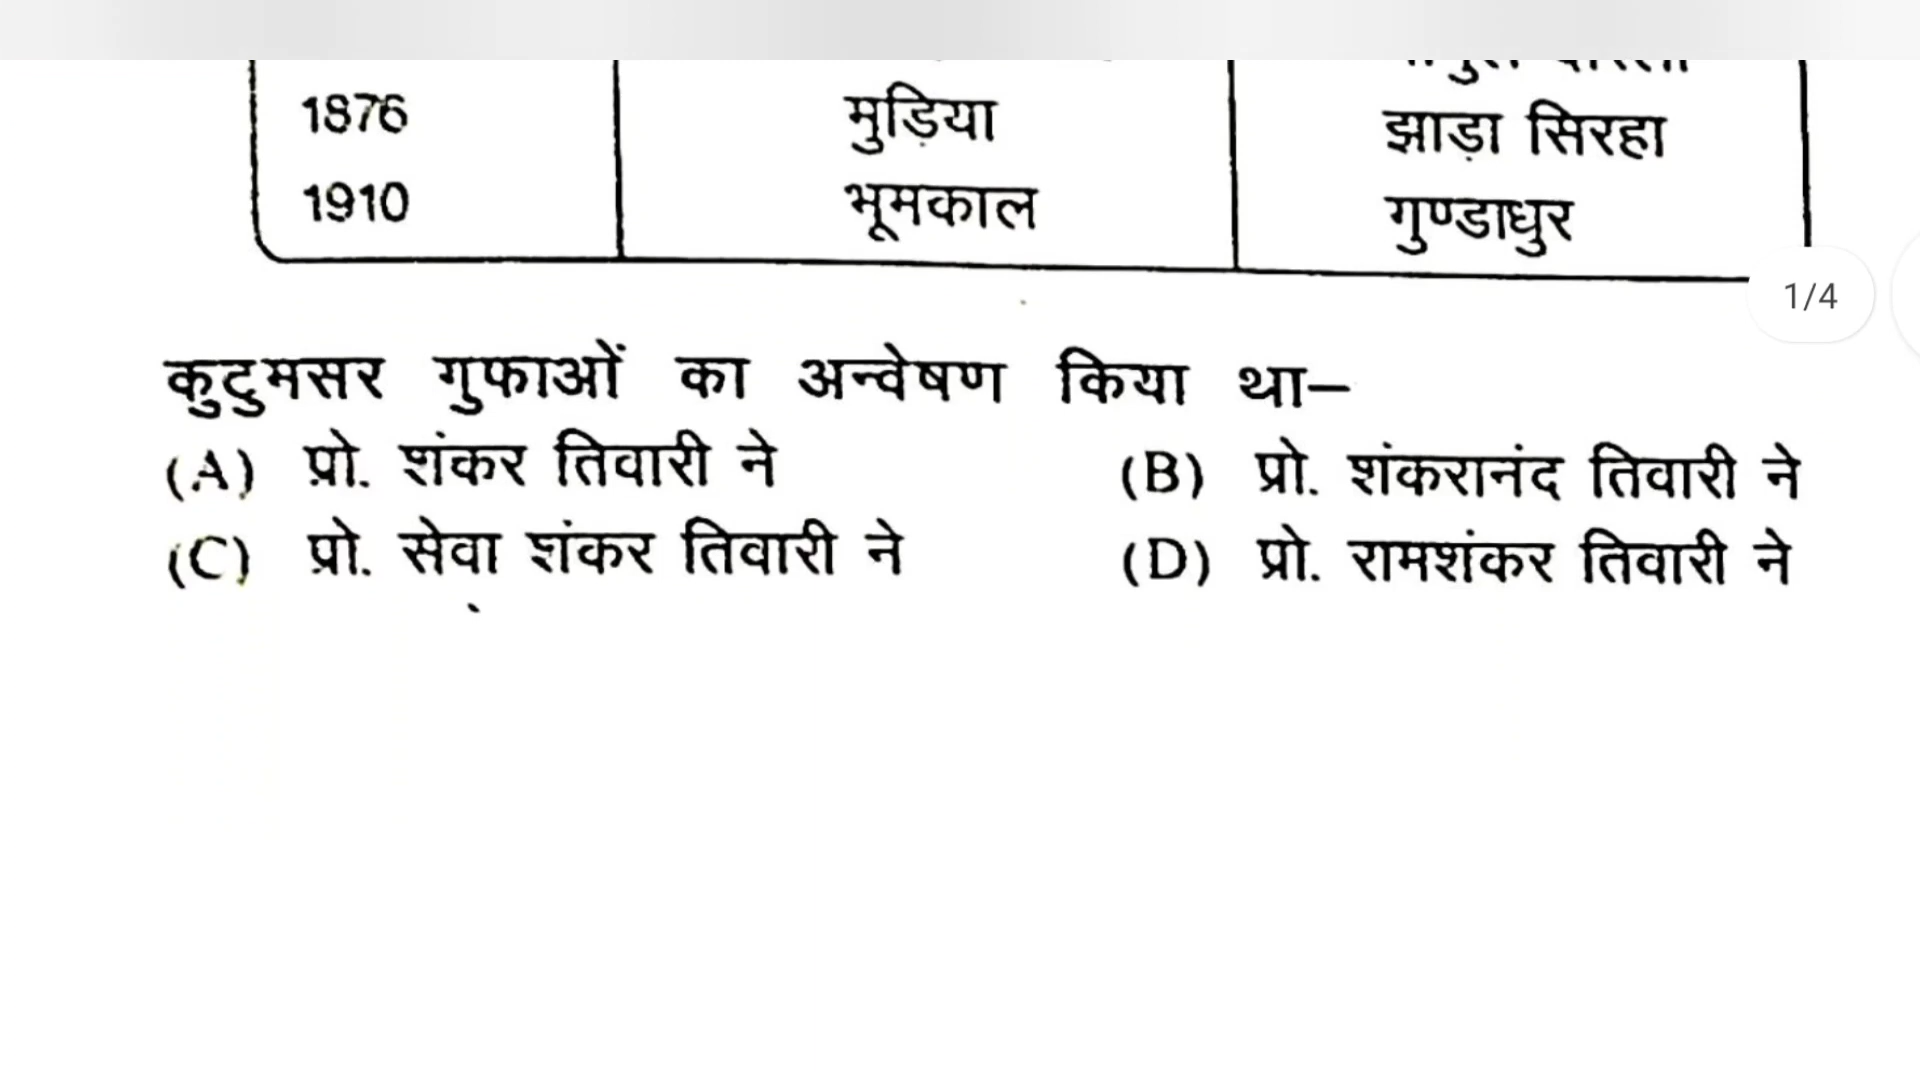 1876 मुड़िया झाड़ा सिरहा
1910 भूमकाल गुण्डाधुर
1/4
कुटुमसर गुफाओं का अन्वेषण किया था–
(A) प्रो. शंकर तिवारी ने (B) प्रो. शंकरानंद तिवारी ने
(C) प्रो. सेवा शंकर तिवारी ने (D) प्रो. रामशंकर तिवारी ने